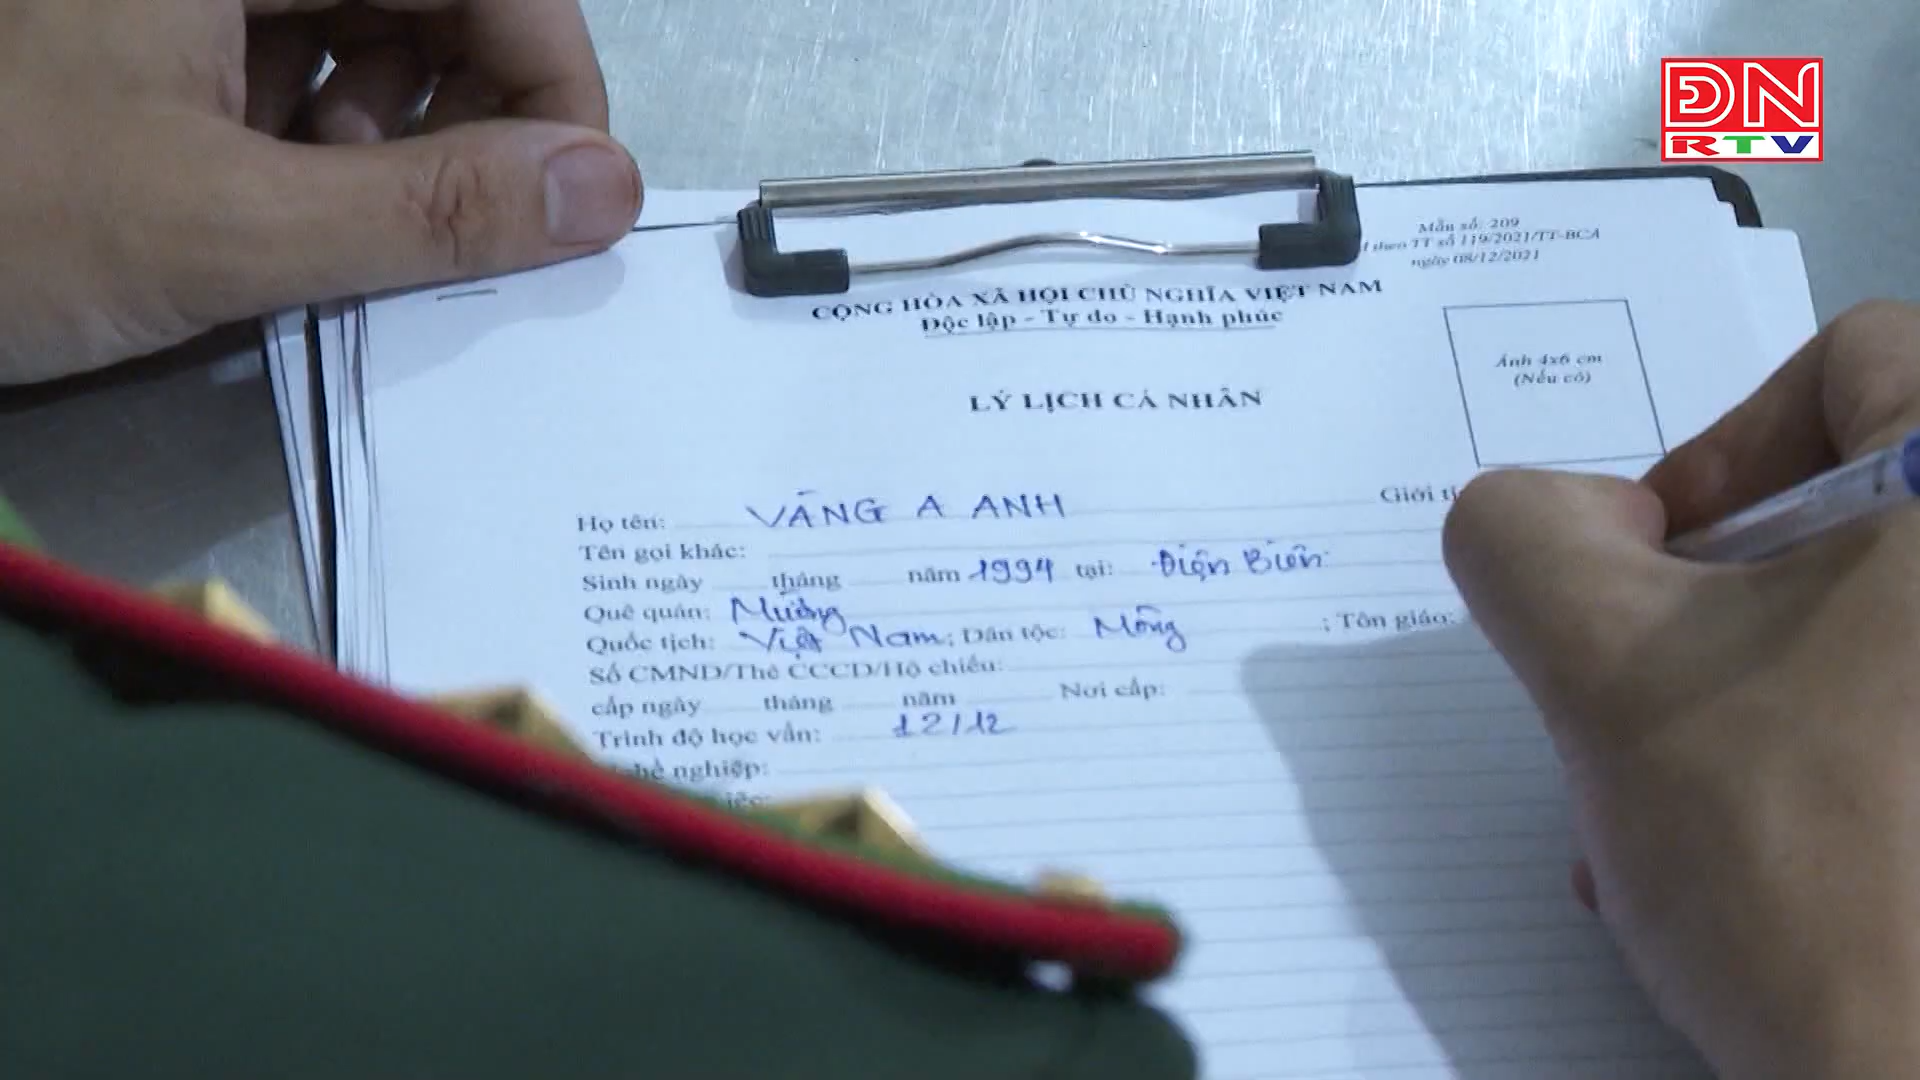 ĐN
RTV
Mẫu số: 209
theo TT số 119/2021/TT-BCA
ngày 08/12/2021
CỘNG HÒA XÃ HỘI CHỦ NGHĨA VIỆT NAM
Độc lập - Tự do - Hạnh phúc
Ảnh 4x6 cm
(Nếu có)
LÝ LỊCH CÁ NHÂN
Họ tên: VÀNG A ANH Giới
Tên gọi khác:
Sinh ngày tháng năm 1994 tại: Điện Biên
Quê quán: Mường
Quốc tịch: Việt Nam; Dân tộc: Mông ; Tôn giáo:
Số CMND/Thẻ CCCD/Hộ chiếu:
cấp ngày tháng năm Nơi cấp:
Trình độ học vấn: 12/12
nghiệp: